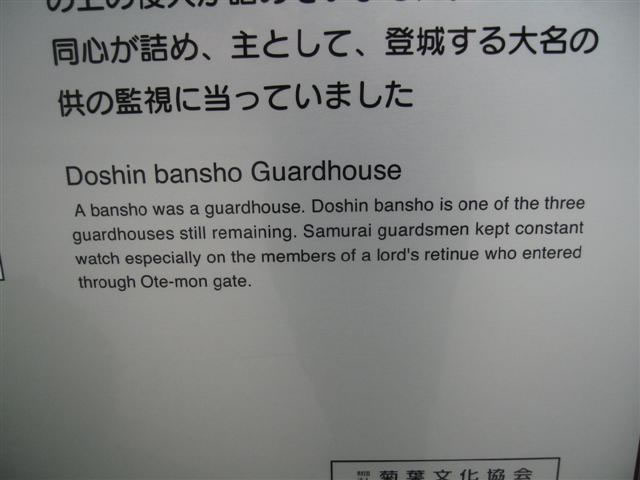 同心が詰め、主として、登城する大名の
供の監視に当っていました
Doshin bansho Guardhouse
A bansho was a guardhouse. Doshin bansho is one of the three
guardhouses still remaining. Samurai guardsmen kept constant
watch especially on the members of a lord's retinue who entered
through Ote-mon gate.
菊葉文化協会